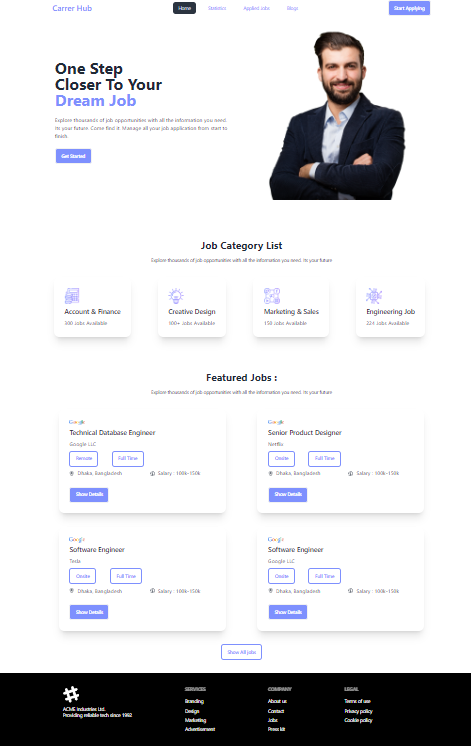 Carrer Hub
Home
Statistics
Applied Jobs
Blogs
Start Applying
One Step
Closer To Your
Dream Job
Explore thousands of job opportunities with all the information you need.
Its your future. Come find it. Manage all your job application from start to
finish
Get Started
Job Category List
Explore thousands of job opportunities with all the information you need. Its your future
Account & Finance
300 Jobs Available
Creative Design
100+ Jobs Available
Marketing & Sales
150 Jobs Available
Engineering Job
224 Jobs Available
Featured Jobs :
Explore thousands of job opportunities with all the information you need. Its your future
Google
Technical Database Engineer
Google LLC
Remote
Full Time
Dhaka, Bangladesh
Salary : 100k-150k
Show Details
Google
Senior Product Designer
Netflix
Onsite
Full Time
Dhaka, Bangladesh
Salary : 100k-150k
Show Details
Google
Software Engineer
Tesla
Onsite
Full Time
Dhaka, Bangladesh
Salary : 100k-150k
Show Details
Google
Software Engineer
Google LLC
Onsite
Full Time
Dhaka, Bangladesh
Salary : 100k-150k
Show Details
Show All jobs
ACME Industries Ltd.
Providing reliable tech since 1992
SERVICES
Branding
Design
Marketing
Advertisement
COMPANY
About us
Contact
Jobs
Press kit
LEGAL
Terms of use
Privacy policy
Cookie policy